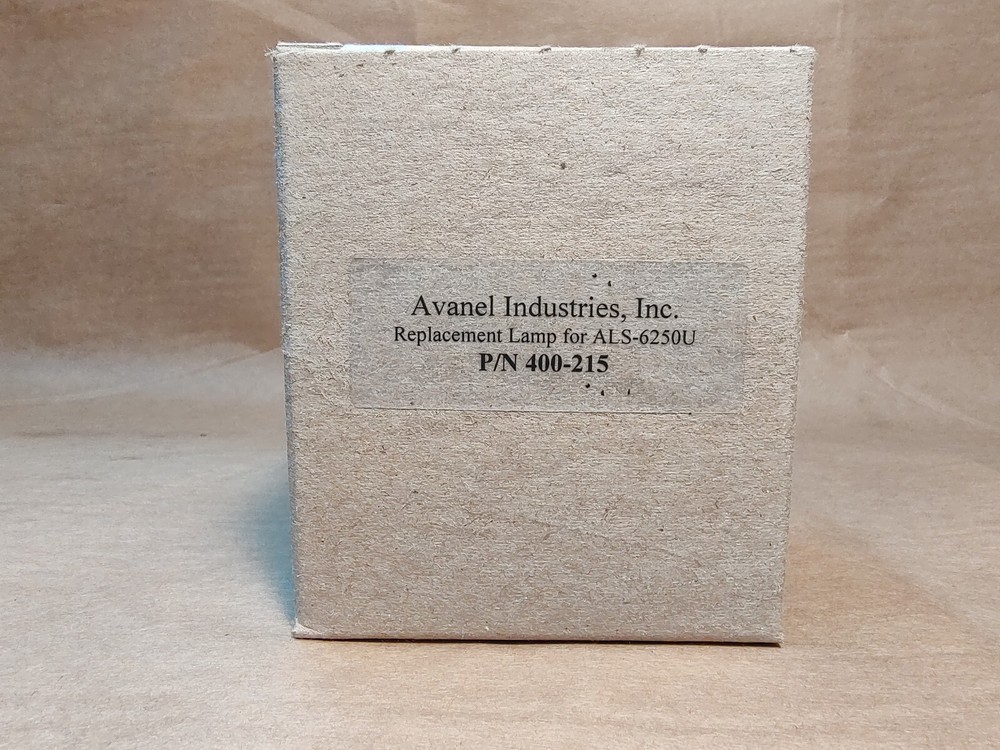 Avanel Industries, Inc.
Replacement Lamp for ALS-6250U
P/N 400-215